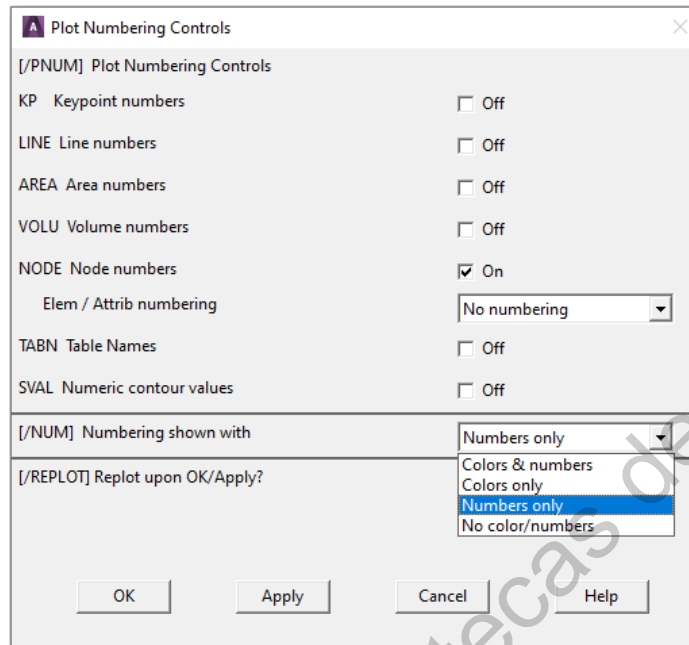 Plot Numbering Controls
[/PNUM] Plot Numbering Controls
KP Keypoint numbers Off
LINE Line numbers Off
AREA Area numbers Off
VOLU Volume numbers Off
NODE Node numbers On
Elem / Attrib numbering No numbering
TABN Table Names Off
SVAL Numeric contour values Off
[/NUM] Numbering shown with Numbers only
Colors & numbers
[/REPLOT] Replot upon OK/Apply? Colors only
Numbers only
No color/numbers
OK Apply Cancel Help